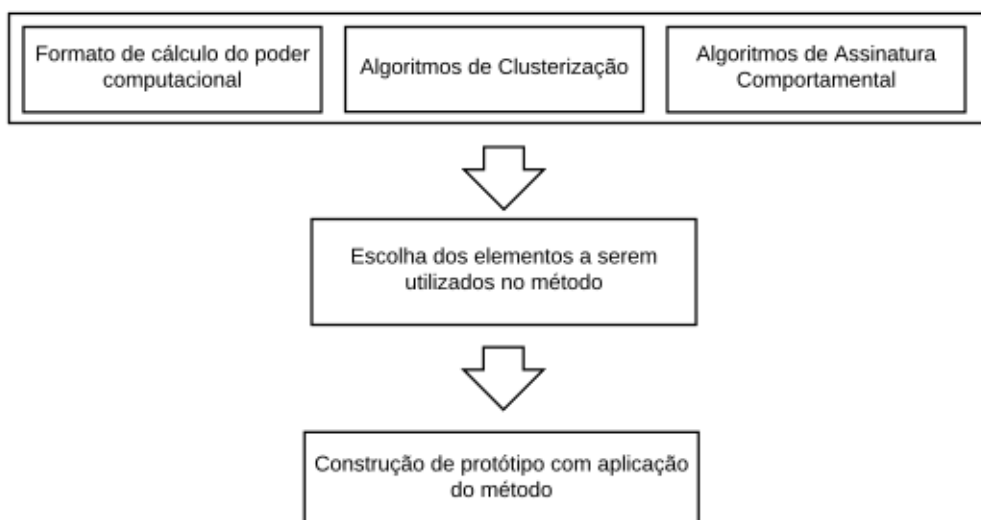 Formato de cálculo do poder
computacional
Algoritmos de Clusterização
Algoritmos de Assinatura
Comportamental
Escolha dos elementos a serem
utilizados no método
Construção de protótipo com aplicação
do método